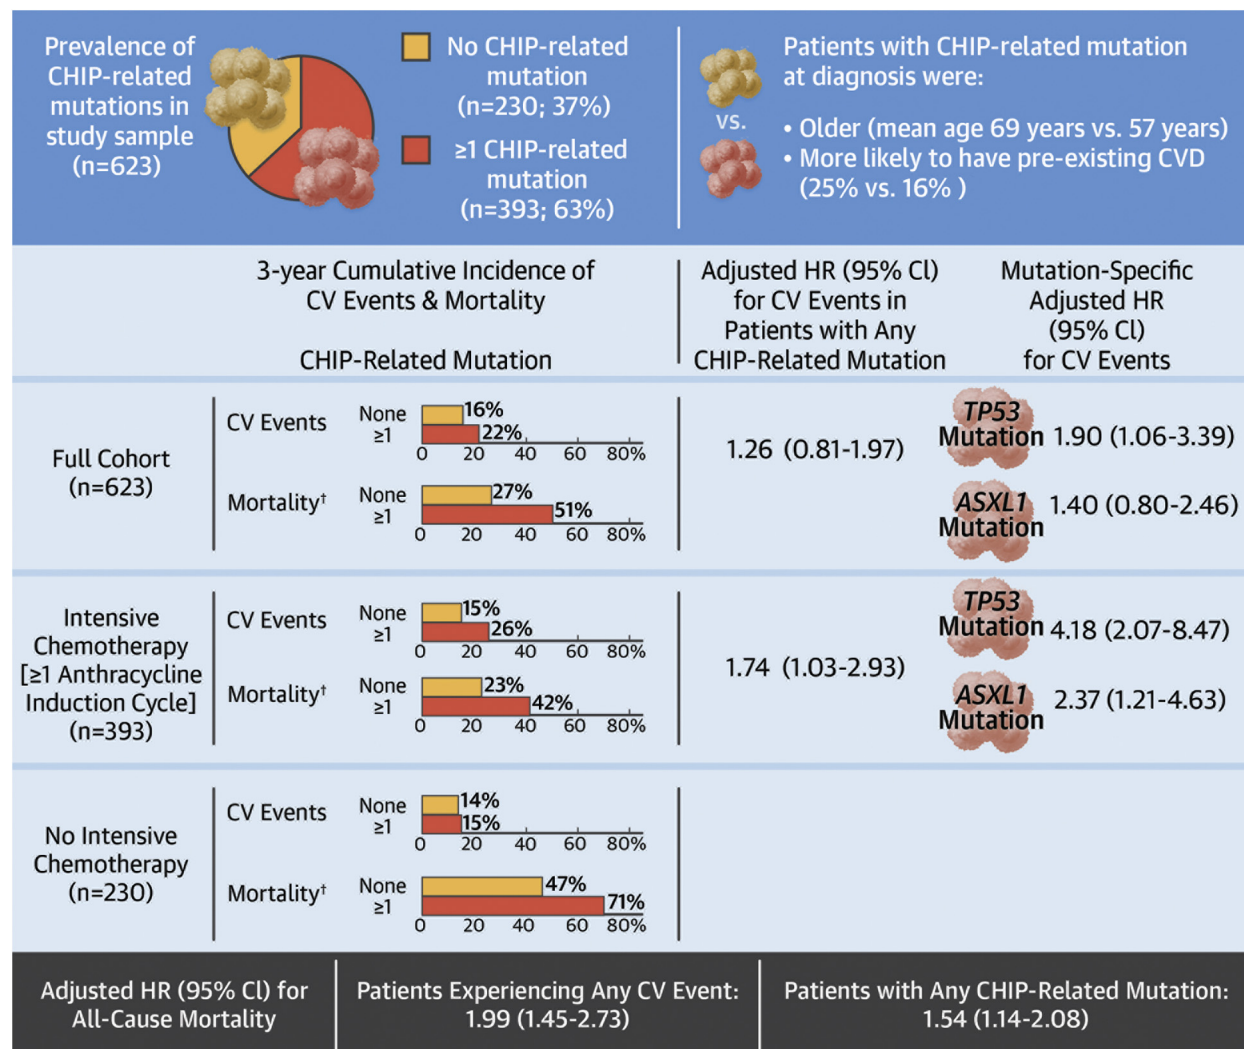 Prevalence of
CHIP-related
mutations in
study sample
(n=623)
No CHIP-related
mutation
(n=230; 37%)
≥1 CHIP-related
mutation
(n=393; 63%)
vs.
Patients with CHIP-related mutation
at diagnosis were:
• Older (mean age 69 years vs. 57 years)
• More likely to have pre-existing CVD
(25% vs. 16% )
3-year Cumulative Incidence of
CV Events & Mortality
CHIP-Related Mutation
Adjusted HR (95% Cl)
for CV Events in
Patients with Any
CHIP-Related Mutation
Mutation-Specific
Adjusted HR
(95% Cl)
for CV Events
Full Cohort
(n=623)
CV Events
None 16%
≥1 22%
0 20 40 60 80%
Mortality†
None 27%
≥1 51%
0 20 40 60 80%
1.26 (0.81-1.97)
TP53
Mutation 1.90 (1.06-3.39)
ASXL1
Mutation 1.40 (0.80-2.46)
Intensive
Chemotherapy
[≥1 Anthracycline
Induction Cycle]
(n=393)
CV Events
None 15%
≥1 26%
0 20 40 60 80%
Mortality†
None 23%
≥1 42%
0 20 40 60 80%
1.74 (1.03-2.93)
TP53
Mutation 4.18 (2.07-8.47)
ASXL1
Mutation 2.37 (1.21-4.63)
No Intensive
Chemotherapy
(n=230)
CV Events
None 14%
≥1 15%
0 20 40 60 80%
Mortality†
None 47%
≥1 71%
0 20 40 60 80%
Adjusted HR (95% Cl) for
All-Cause Mortality
Patients Experiencing Any CV Event:
1.99 (1.45-2.73)
Patients with Any CHIP-Related Mutation:
1.54 (1.14-2.08)